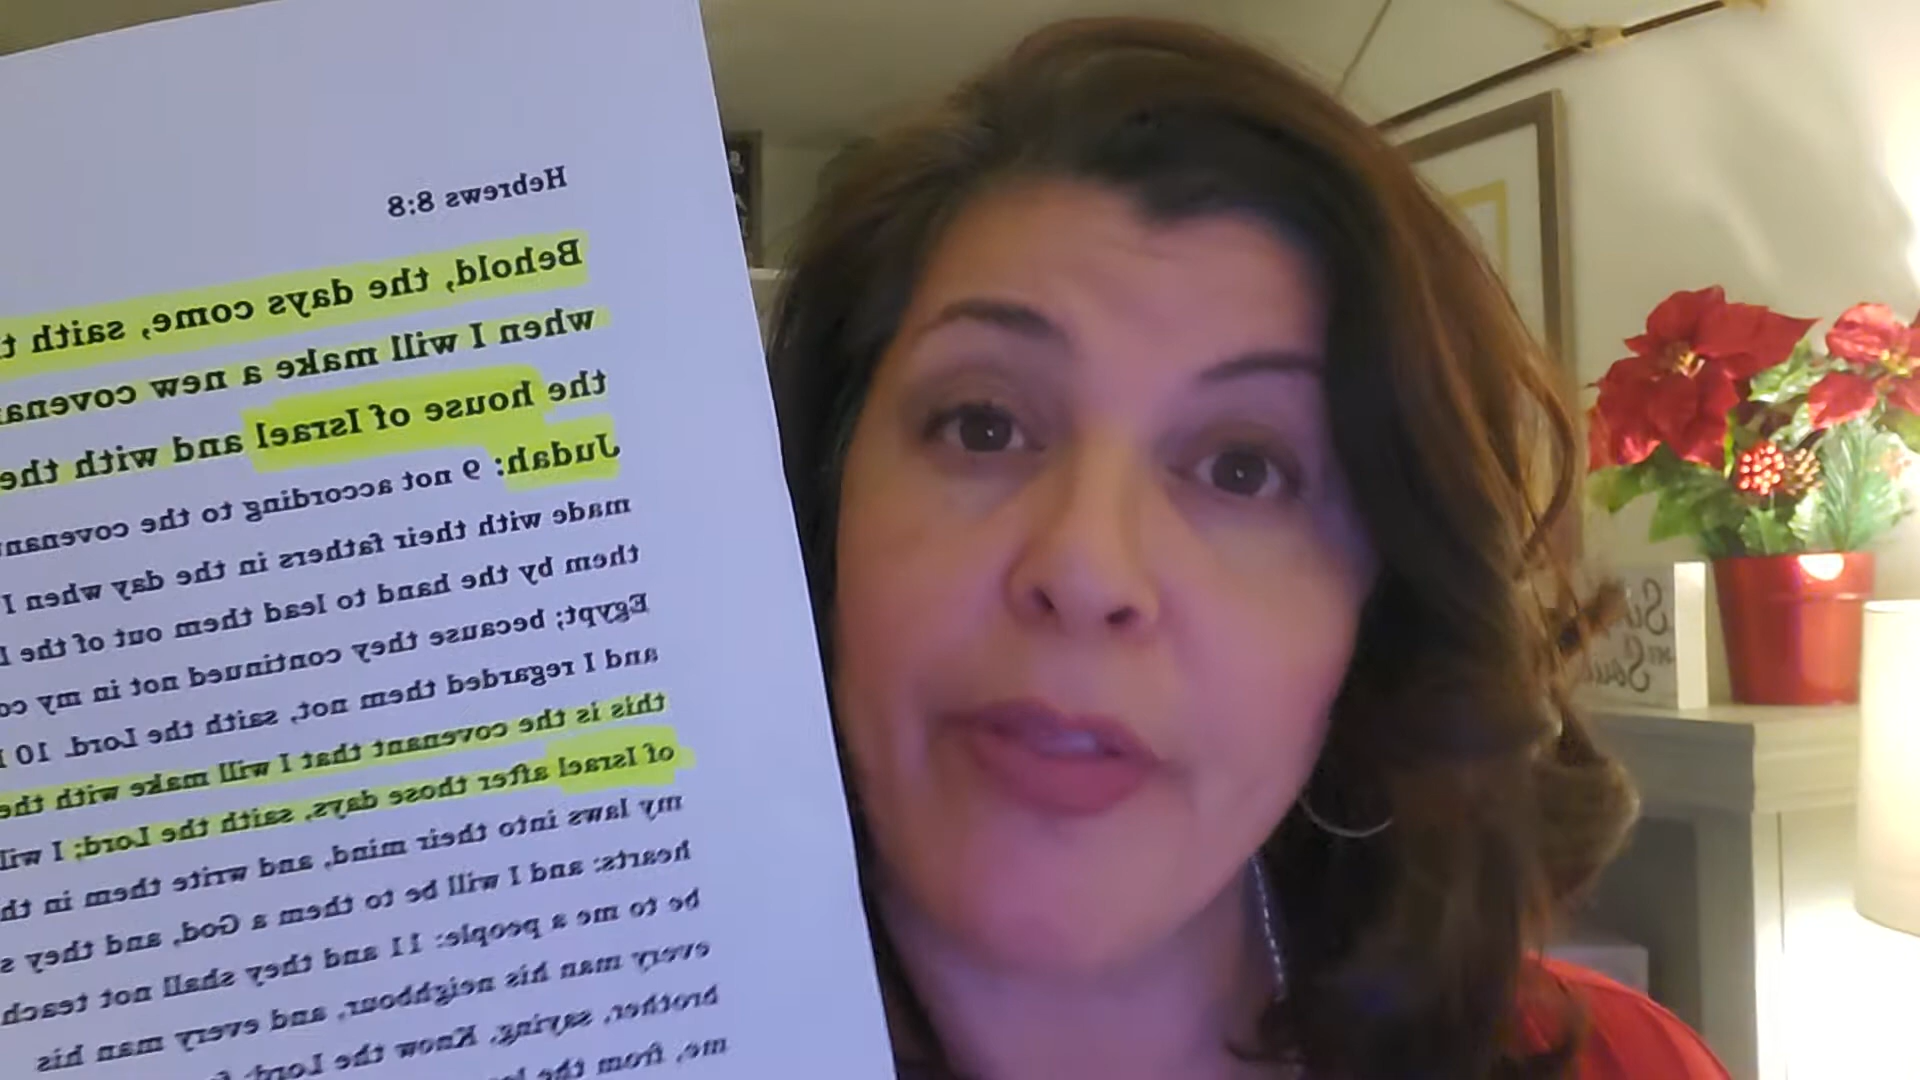 Hebrews 8:8
Behold, the days come, saith
when I will make a new
the house of Israel and with the
Judah: 9 not according to the
made with their fathers in the day when I
them by the hand to lead them out of the
Egypt; because they continued not in my
and I regarded them not, saith the Lord. 10
this is the covenant that I will make with the
of Israel after those days, saith the Lord; I
my laws into their mind, and write them in
hearts: and I will be to them a God, and they
be to me a people: 11 and they shall not teach
every man his neighbour, and every man his
brother, saying, Know the Lord:
me, from the